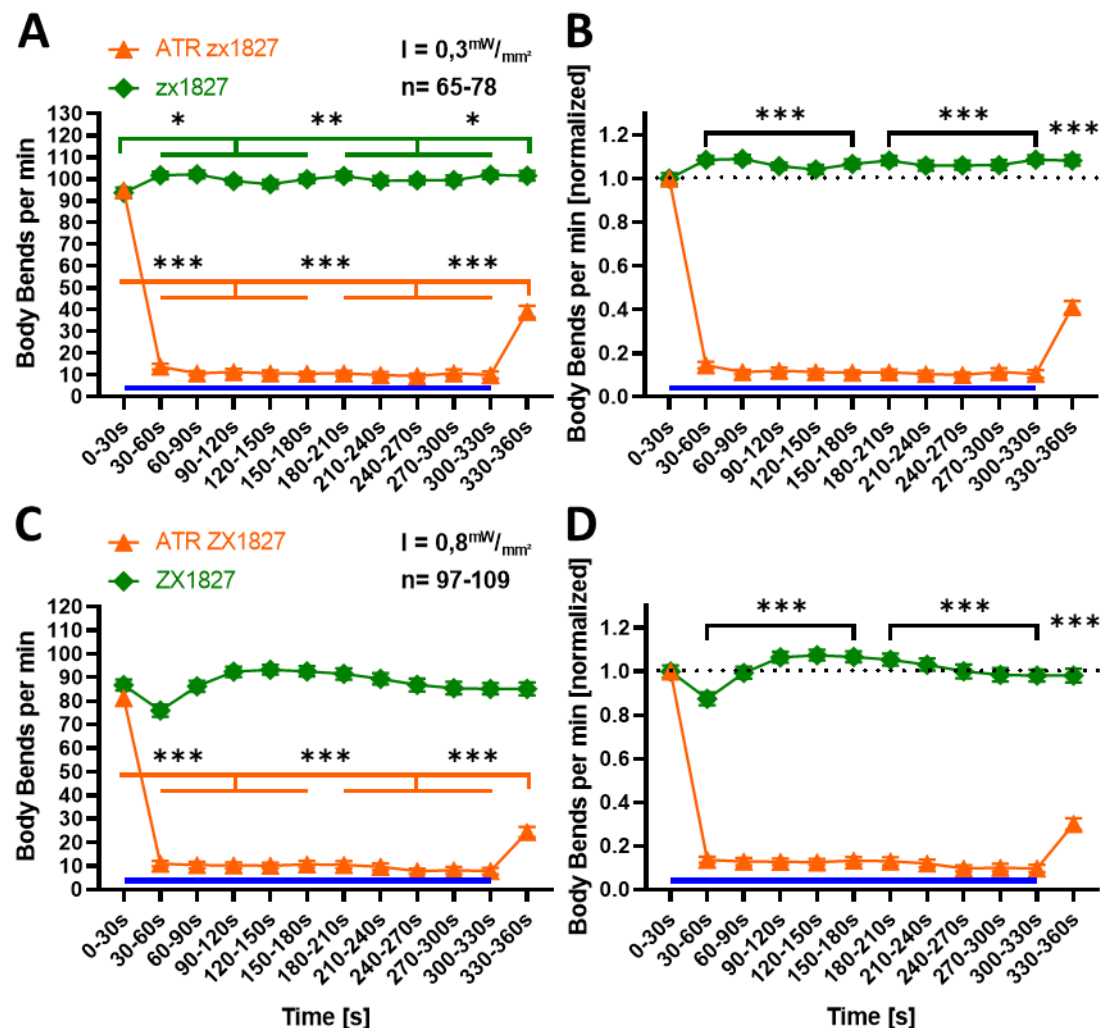 A
ATR zx1827
zx1827
I = 0,3mW/mm²
n= 65-78
Body Bends per min
130
120
110
100
90
80
70
60
50
40
30
20
10
0
* ** *
*** *** ***
0-30s
30-60s
60-90s
90-120s
120-150s
150-180s
180-210s
210-240s
240-270s
270-300s
300-330s
330-360s
B
Body Bends per min [normalized]
1.2
1.0
0.8
0.6
0.4
0.2
0.0
*** *** ***
0-30s
30-60s
60-90s
90-120s
120-150s
150-180s
180-210s
210-240s
240-270s
270-300s
300-330s
330-360s
C
ATR ZX1827
ZX1827
I = 0,8mW/mm²
n= 97-109
Body Bends per min
120
110
100
90
80
70
60
50
40
30
20
10
0
*** *** ***
0-30s
30-60s
60-90s
90-120s
120-150s
150-180s
180-210s
210-240s
240-270s
270-300s
300-330s
330-360s
Time [s]
D
Body Bends per min [normalized]
1.2
1.0
0.8
0.6
0.4
0.2
0.0
*** *** ***
0-30s
30-60s
60-90s
90-120s
120-150s
150-180s
180-210s
210-240s
240-270s
270-300s
300-330s
330-360s
Time [s]